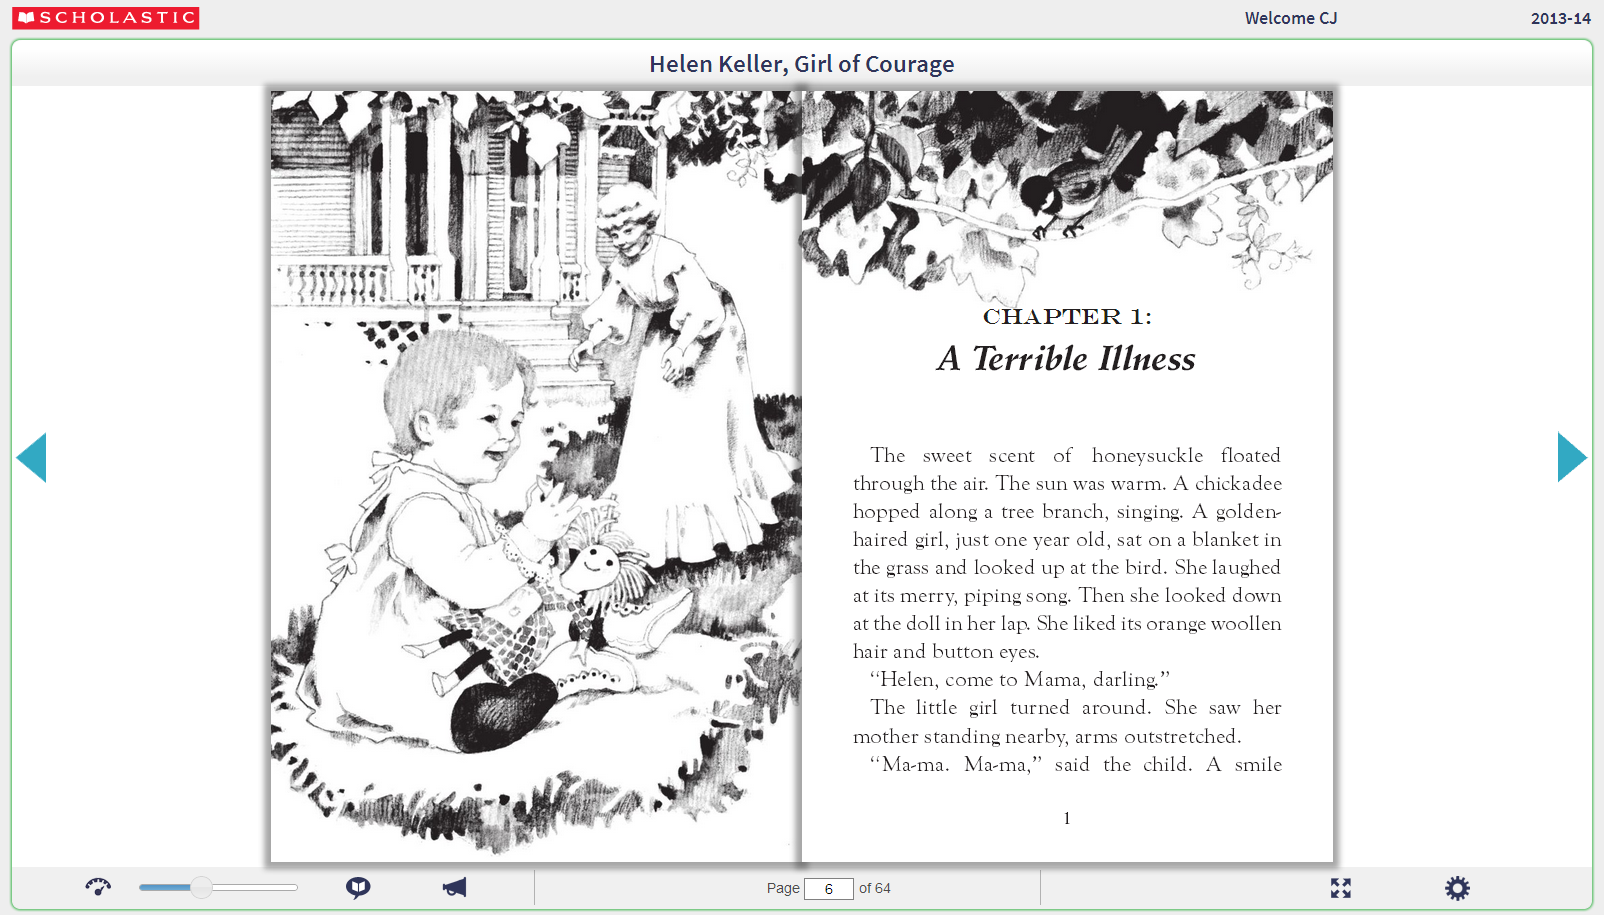 SCHOLASTIC
Welcome CJ
2013-14
Helen Keller, Girl of Courage
CHAPTER 1:
A Terrible Illness
The sweet scent of honeysuckle floated
through the air. The sun was warm. A chickadee
hopped along a tree branch, singing. A golden-
haired girl, just one year old, sat on a blanket in
the grass and looked up at the bird. She laughed
at its merry, piping song. Then she looked down
at the doll in her lap. She liked its orange woollen
hair and button eyes.
“Helen, come to Mama, darling.”
The little girl turned around. She saw her
mother standing nearby, arms outstretched.
“Ma-ma. Ma-ma,” said the child. A smile
1
Page 6 of 64